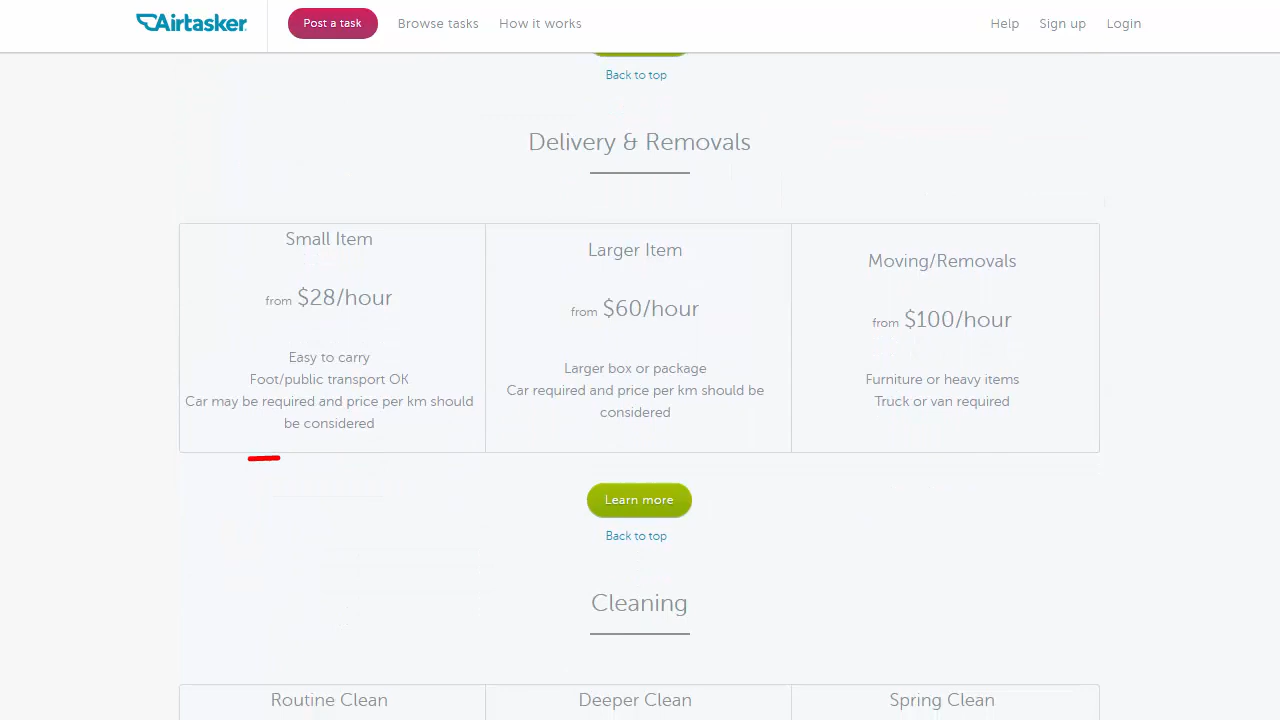 Airtasker
Post a task
Browse tasks
How it works
Help
Sign up
Login
Back to top
Delivery & Removals
Small Item
from $28/hour
Easy to carry
Foot/public transport OK
Car may be required and price per km should
be considered
Larger Item
from $60/hour
Larger box or package
Car required and price per km should be
considered
Moving/Removals
from $100/hour
Furniture or heavy items
Truck or van required
Learn more
Back to top
Cleaning
Routine Clean
Deeper Clean
Spring Clean